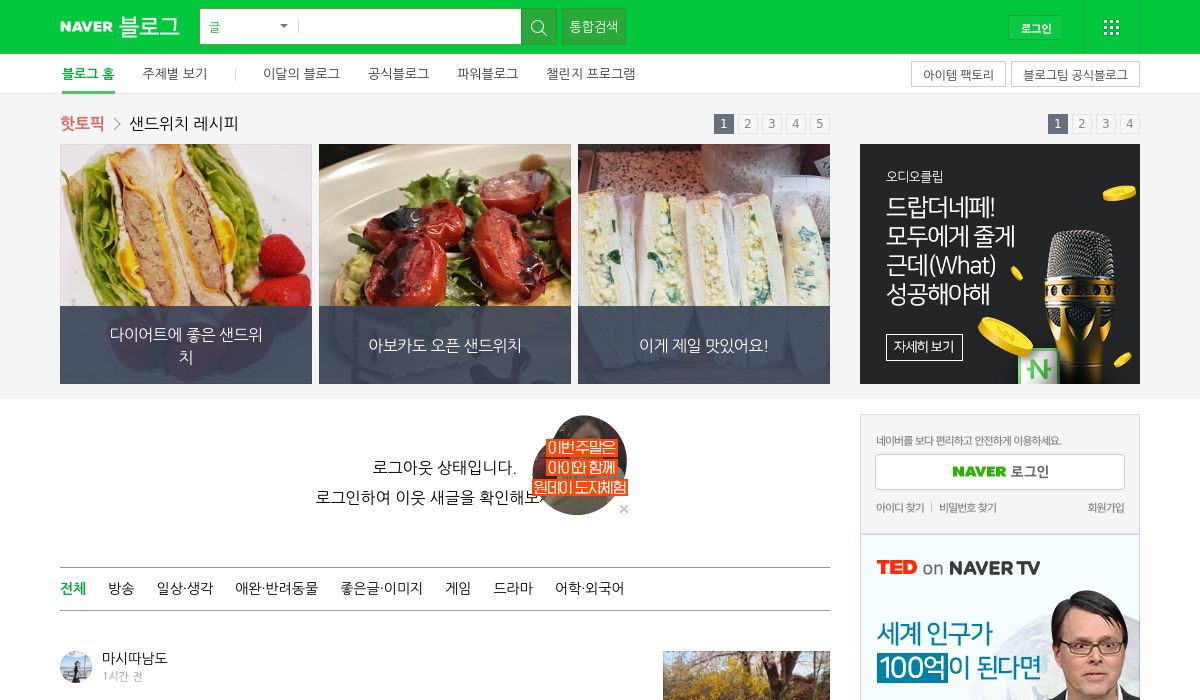 NAVER 블로그
글
통합검색
로그인
블로그 홈
주제별 보기
이달의 블로그
공식블로그
파워블로그
챌린지 프로그램
아이템 팩토리
블로그팀 공식블로그
핫토픽 > 샌드위치 레시피
1 2 3 4 5
1 2 3 4
다이어트에 좋은 샌드위
치
아보카도 오픈 샌드위치
이게 제일 맛있어요!
오디오클립
드랍더네페!
모두에게 줄게
근데(What)
성공해야해
자세히 보기
로그아웃 상태입니다.
로그인하여 이웃 새글을 확인해보
이번 주말은
아이와 함께
원데이 도자체험
네이버를 보다 편리하고 안전하게 이용하세요.
NAVER 로그인
아이디 찾기 | 비밀번호 찾기
회원가입
전체
방송
일상·생각
애완·반려동물
좋은글·이미지
게임
드라마
어학·외국어
TED on NAVER TV
세계 인구가
100억이 된다면
마시따남도
1시간 전